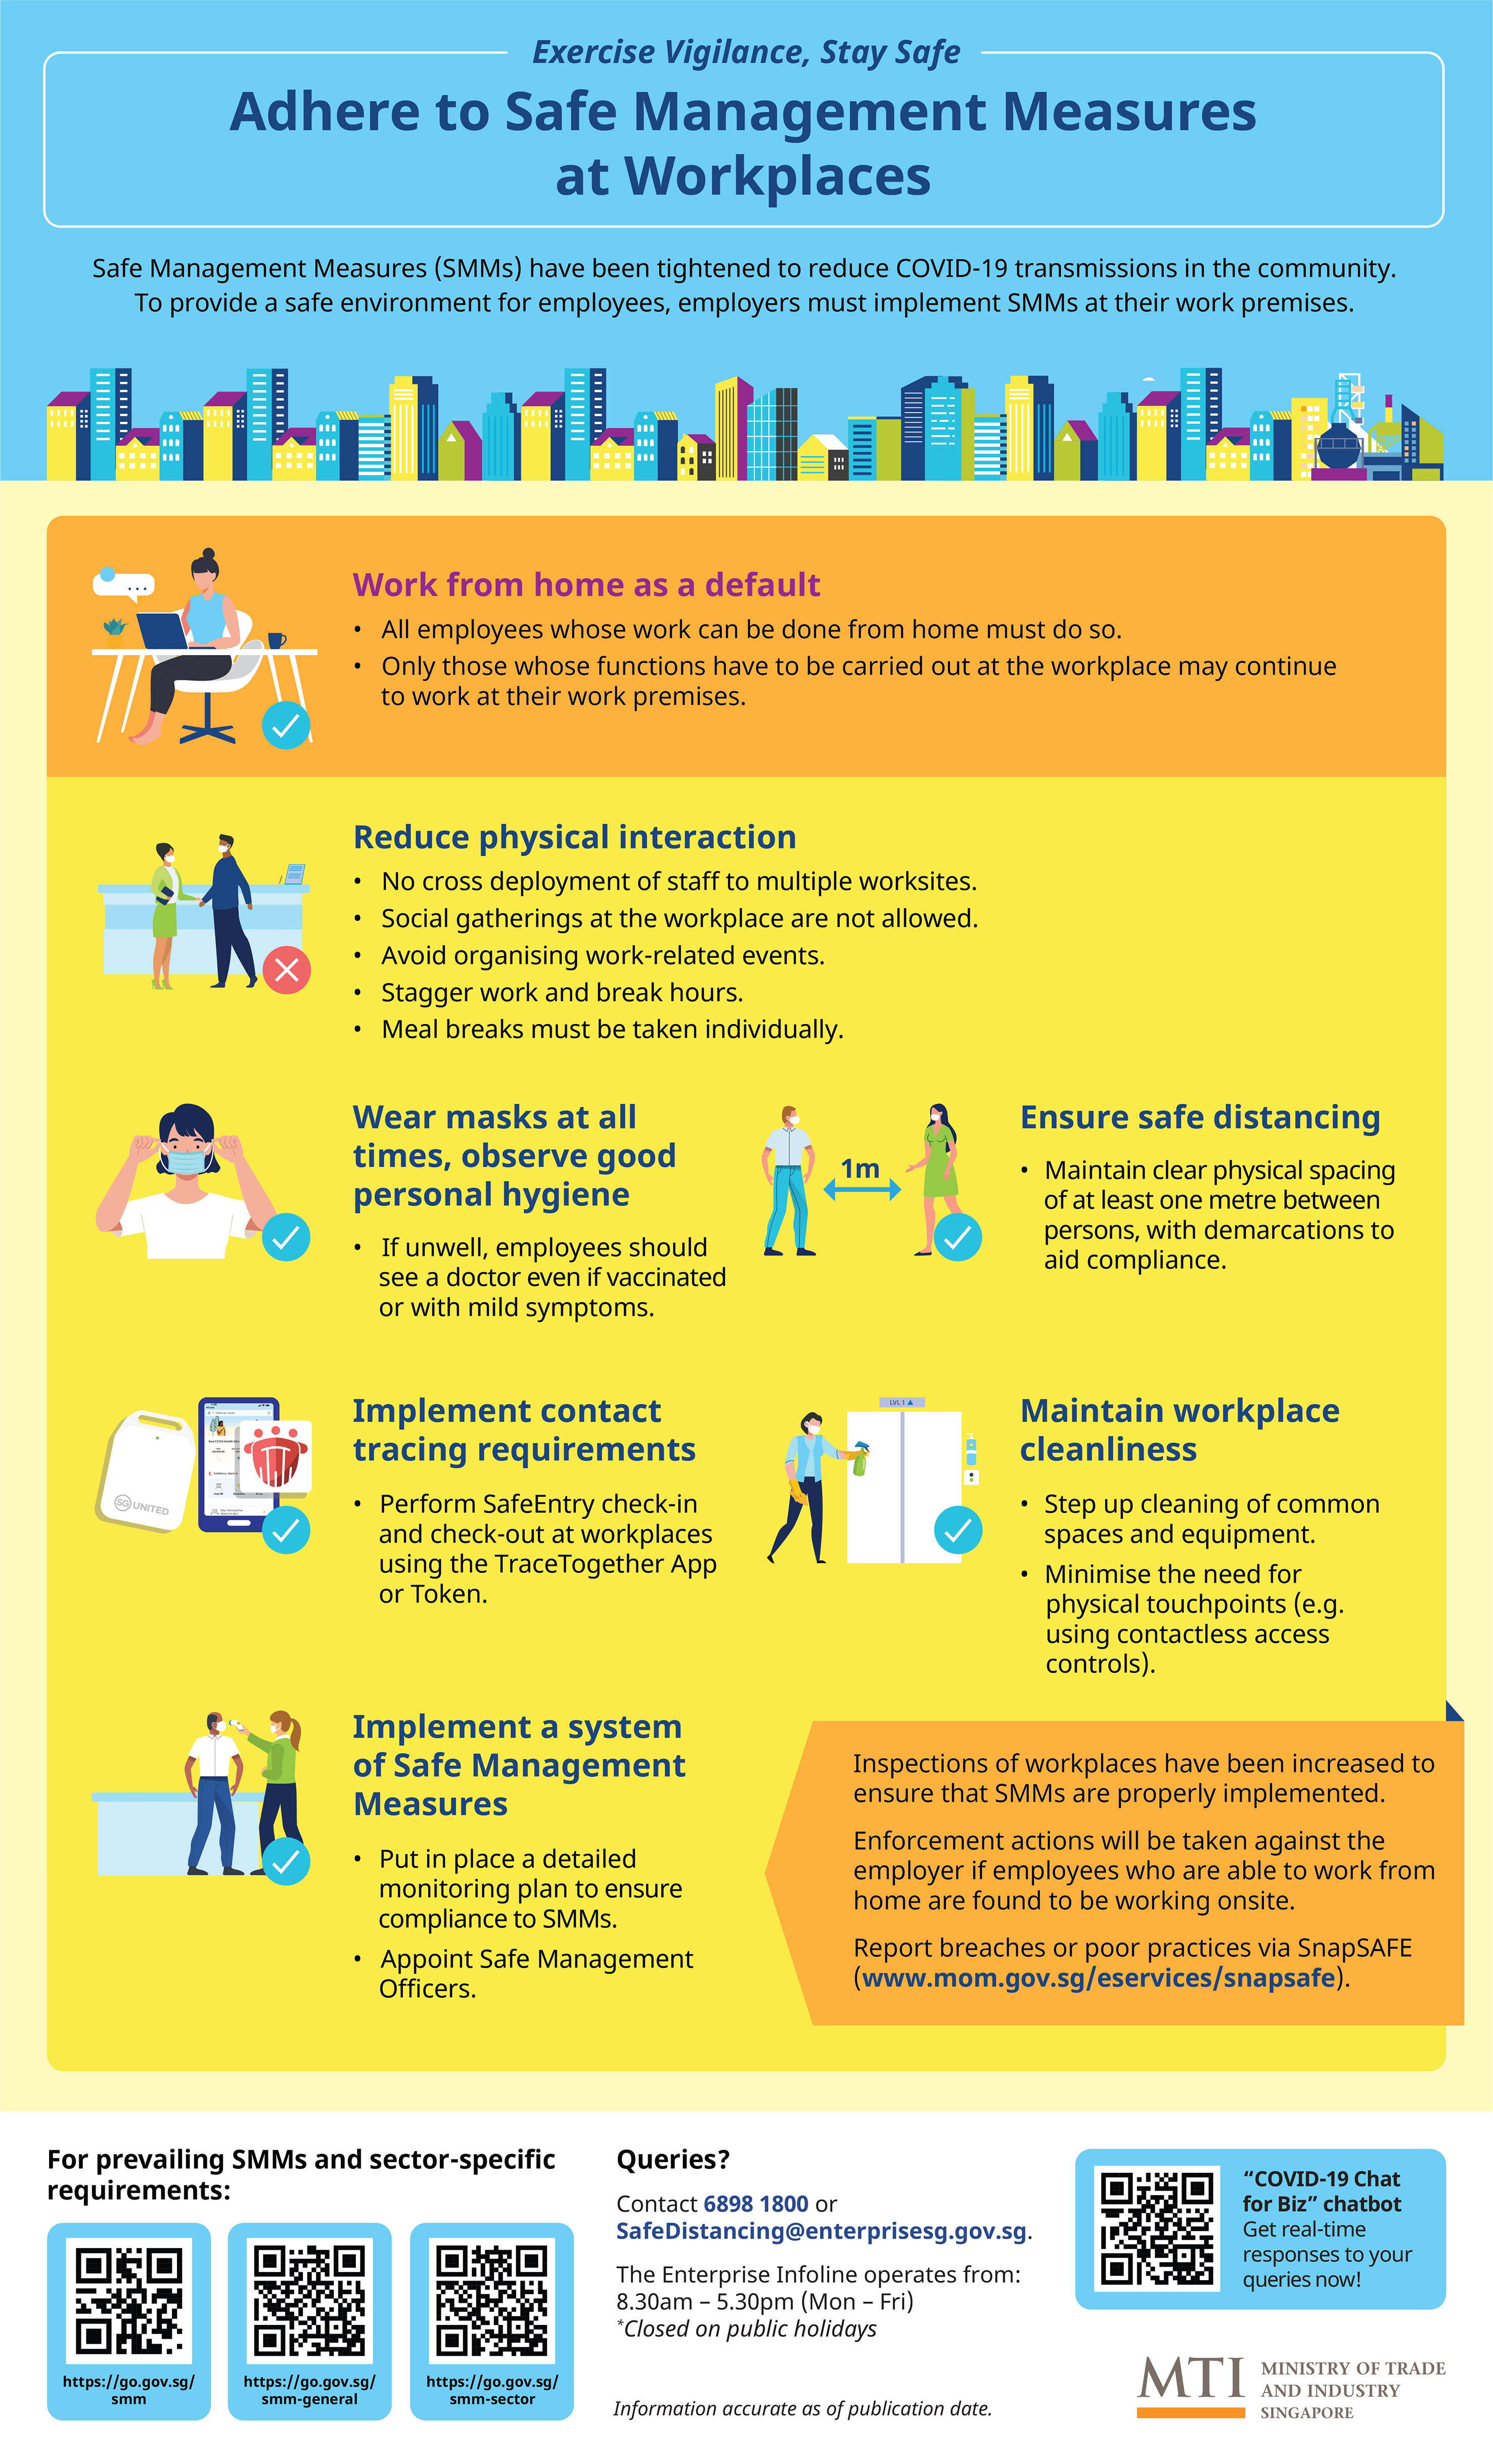 Exercise Vigilance, Stay Safe
Adhere to Safe Management Measures
at Workplaces
Safe Management Measures (SMMs) have been tightened to reduce COVID-19 transmissions in the community.
To provide a safe environment for employees, employers must implement SMMs at their work premises.
Work from home as a default
• All employees whose work can be done from home must do so.
• Only those whose functions have to be carried out at the workplace may continue
to work at their work premises.
Reduce physical interaction
• No cross deployment of staff to multiple worksites.
• Social gatherings at the workplace are not allowed.
• Avoid organising work-related events.
• Stagger work and break hours.
• Meal breaks must be taken individually.
Wear masks at all
times, observe good
personal hygiene
• If unwell, employees should
see a doctor even if vaccinated
or with mild symptoms.
1m
Ensure safe distancing
• Maintain clear physical spacing
of at least one metre between
persons, with demarcations to
aid compliance.
SG UNITED
Implement contact
tracing requirements
• Perform SafeEntry check-in
and check-out at workplaces
using the TraceTogether App
or Token.
LVL 1
Maintain workplace
cleanliness
• Step up cleaning of common
spaces and equipment.
• Minimise the need for
physical touchpoints (e.g.
using contactless access
controls).
Implement a system
of Safe Management
Measures
• Put in place a detailed
monitoring plan to ensure
compliance to SMMs.
• Appoint Safe Management
Officers.
Inspections of workplaces have been increased to
ensure that SMMs are properly implemented.
Enforcement actions will be taken against the
employer if employees who are able to work from
home are found to be working onsite.
Report breaches or poor practices via SnapSAFE
(www.mom.gov.sg/eservices/snapsafe).
For prevailing SMMs and sector-specific
requirements:
https://go.gov.sg/
smm
https://go.gov.sg/
smm-general
https://go.gov.sg/
smm-sector
Queries?
Contact 6898 1800 or
SafeDistancing@enterprisesg.gov.sg.
The Enterprise Infoline operates from:
8.30am – 5.30pm (Mon – Fri)
*Closed on public holidays
Information accurate as of publication date.
“COVID-19 Chat
for Biz” chatbot
Get real-time
responses to your
queries now!
MTI
MINISTRY OF TRADE
AND INDUSTRY
SINGAPORE